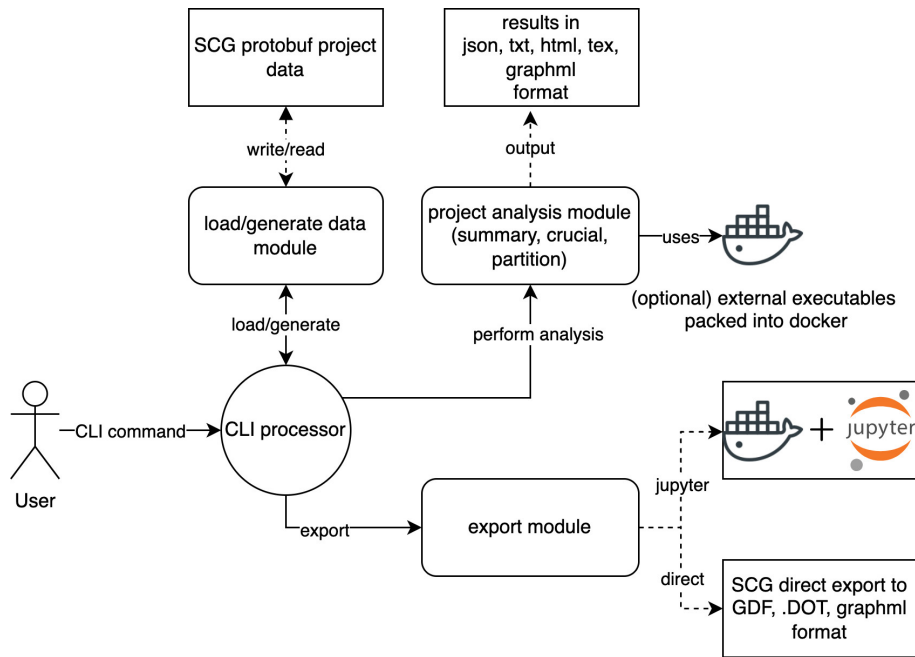 SCG protobuf project
data
results in
json, txt, html, tex,
graphml
format
write/read
output
load/generate data
module
project analysis module
(summary, crucial,
partition)
uses
(optional) external executables
packed into docker
load/generate
perform analysis
User
CLI command
CLI processor
+
jupyter
jupyter
export
export module
direct
SCG direct export to
GDF, .DOT, graphml
format